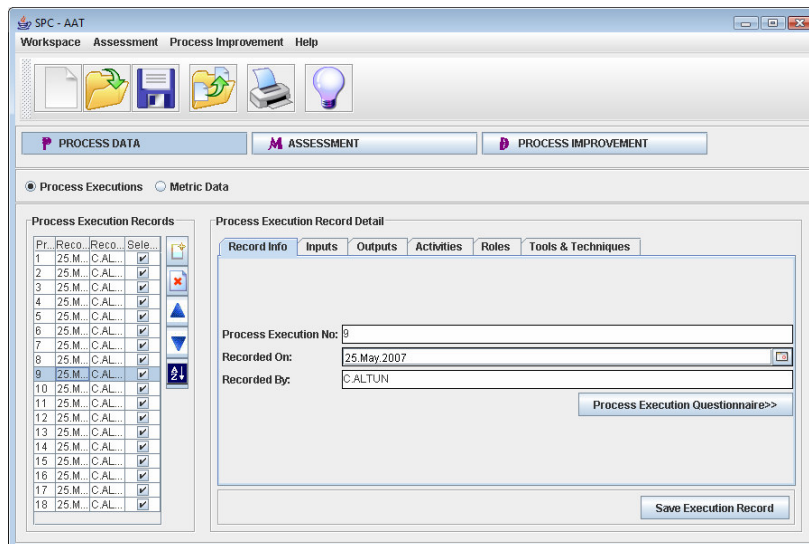 SPC - AAT
Workspace Assessment Process Improvement Help
P PROCESS DATA M ASSESSMENT D PROCESS IMPROVEMENT
Process Executions Metric Data
Process Execution Records
Pr... Reco... Reco... Sele...
1 25.M... C.AL...
2 25.M... C.AL...
3 25.M... C.AL...
4 25.M... C.AL...
5 25.M... C.AL...
6 25.M... C.AL...
7 25.M... C.AL...
8 25.M... C.AL...
9 25.M... C.AL...
10 25.M... C.AL...
11 25.M... C.AL...
12 25.M... C.AL...
13 25.M... C.AL...
14 25.M... C.AL...
15 25.M... C.AL...
16 25.M... C.AL...
17 25.M... C.AL...
18 25.M... C.AL...
A Z
Process Execution Record Detail
Record Info Inputs Outputs Activities Roles Tools & Techniques
Process Execution No: 9
Recorded On: 25.May.2007
Recorded By: C.ALTUN
Process Execution Questionnaire>>
Save Execution Record